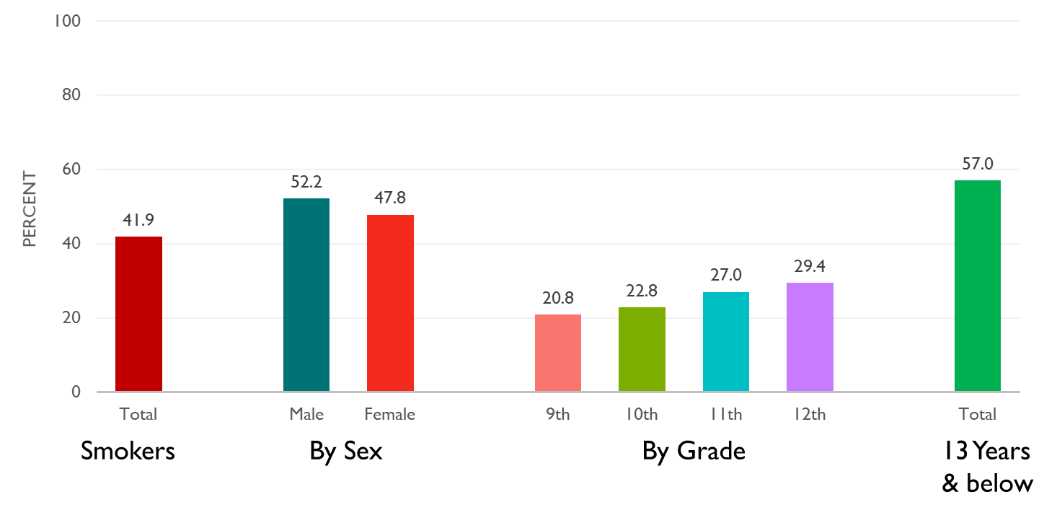 100
80
60
40
20
0
PERCENT
41.9
52.2
47.8
20.8
22.8
27.0
29.4
57.0
Total
Male
Female
9th
10th
11th
12th
Total
Smokers
By Sex
By Grade
13 Years
& below